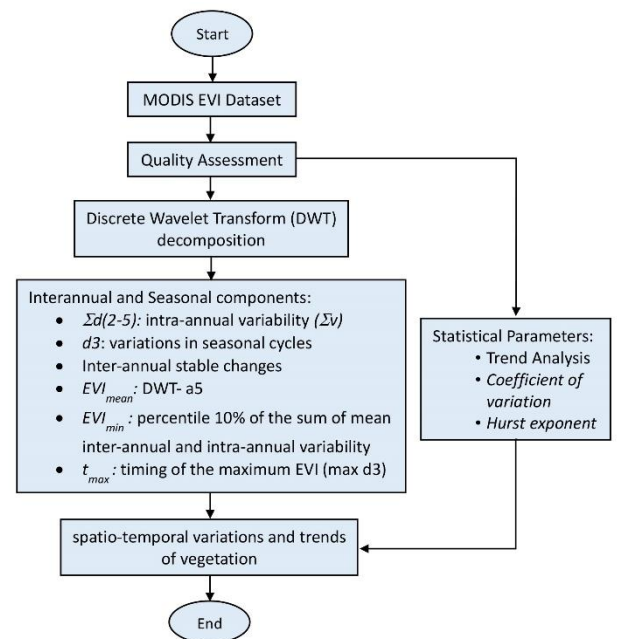 Start
MODIS EVI Dataset
Quality Assessment
Discrete Wavelet Transform (DWT)
decomposition
Interannual and Seasonal components:
• Σd(2-5): intra-annual variability (Σv)
• d3: variations in seasonal cycles
• Inter-annual stable changes
• EVImean: DWT- a5
• EVImin: percentile 10% of the sum of mean
inter-annual and intra-annual variability
• tmax: timing of the maximum EVI (max d3)
Statistical Parameters:
• Trend Analysis
• Coefficient of
variation
• Hurst exponent
spatio-temporal variations and trends
of vegetation
End